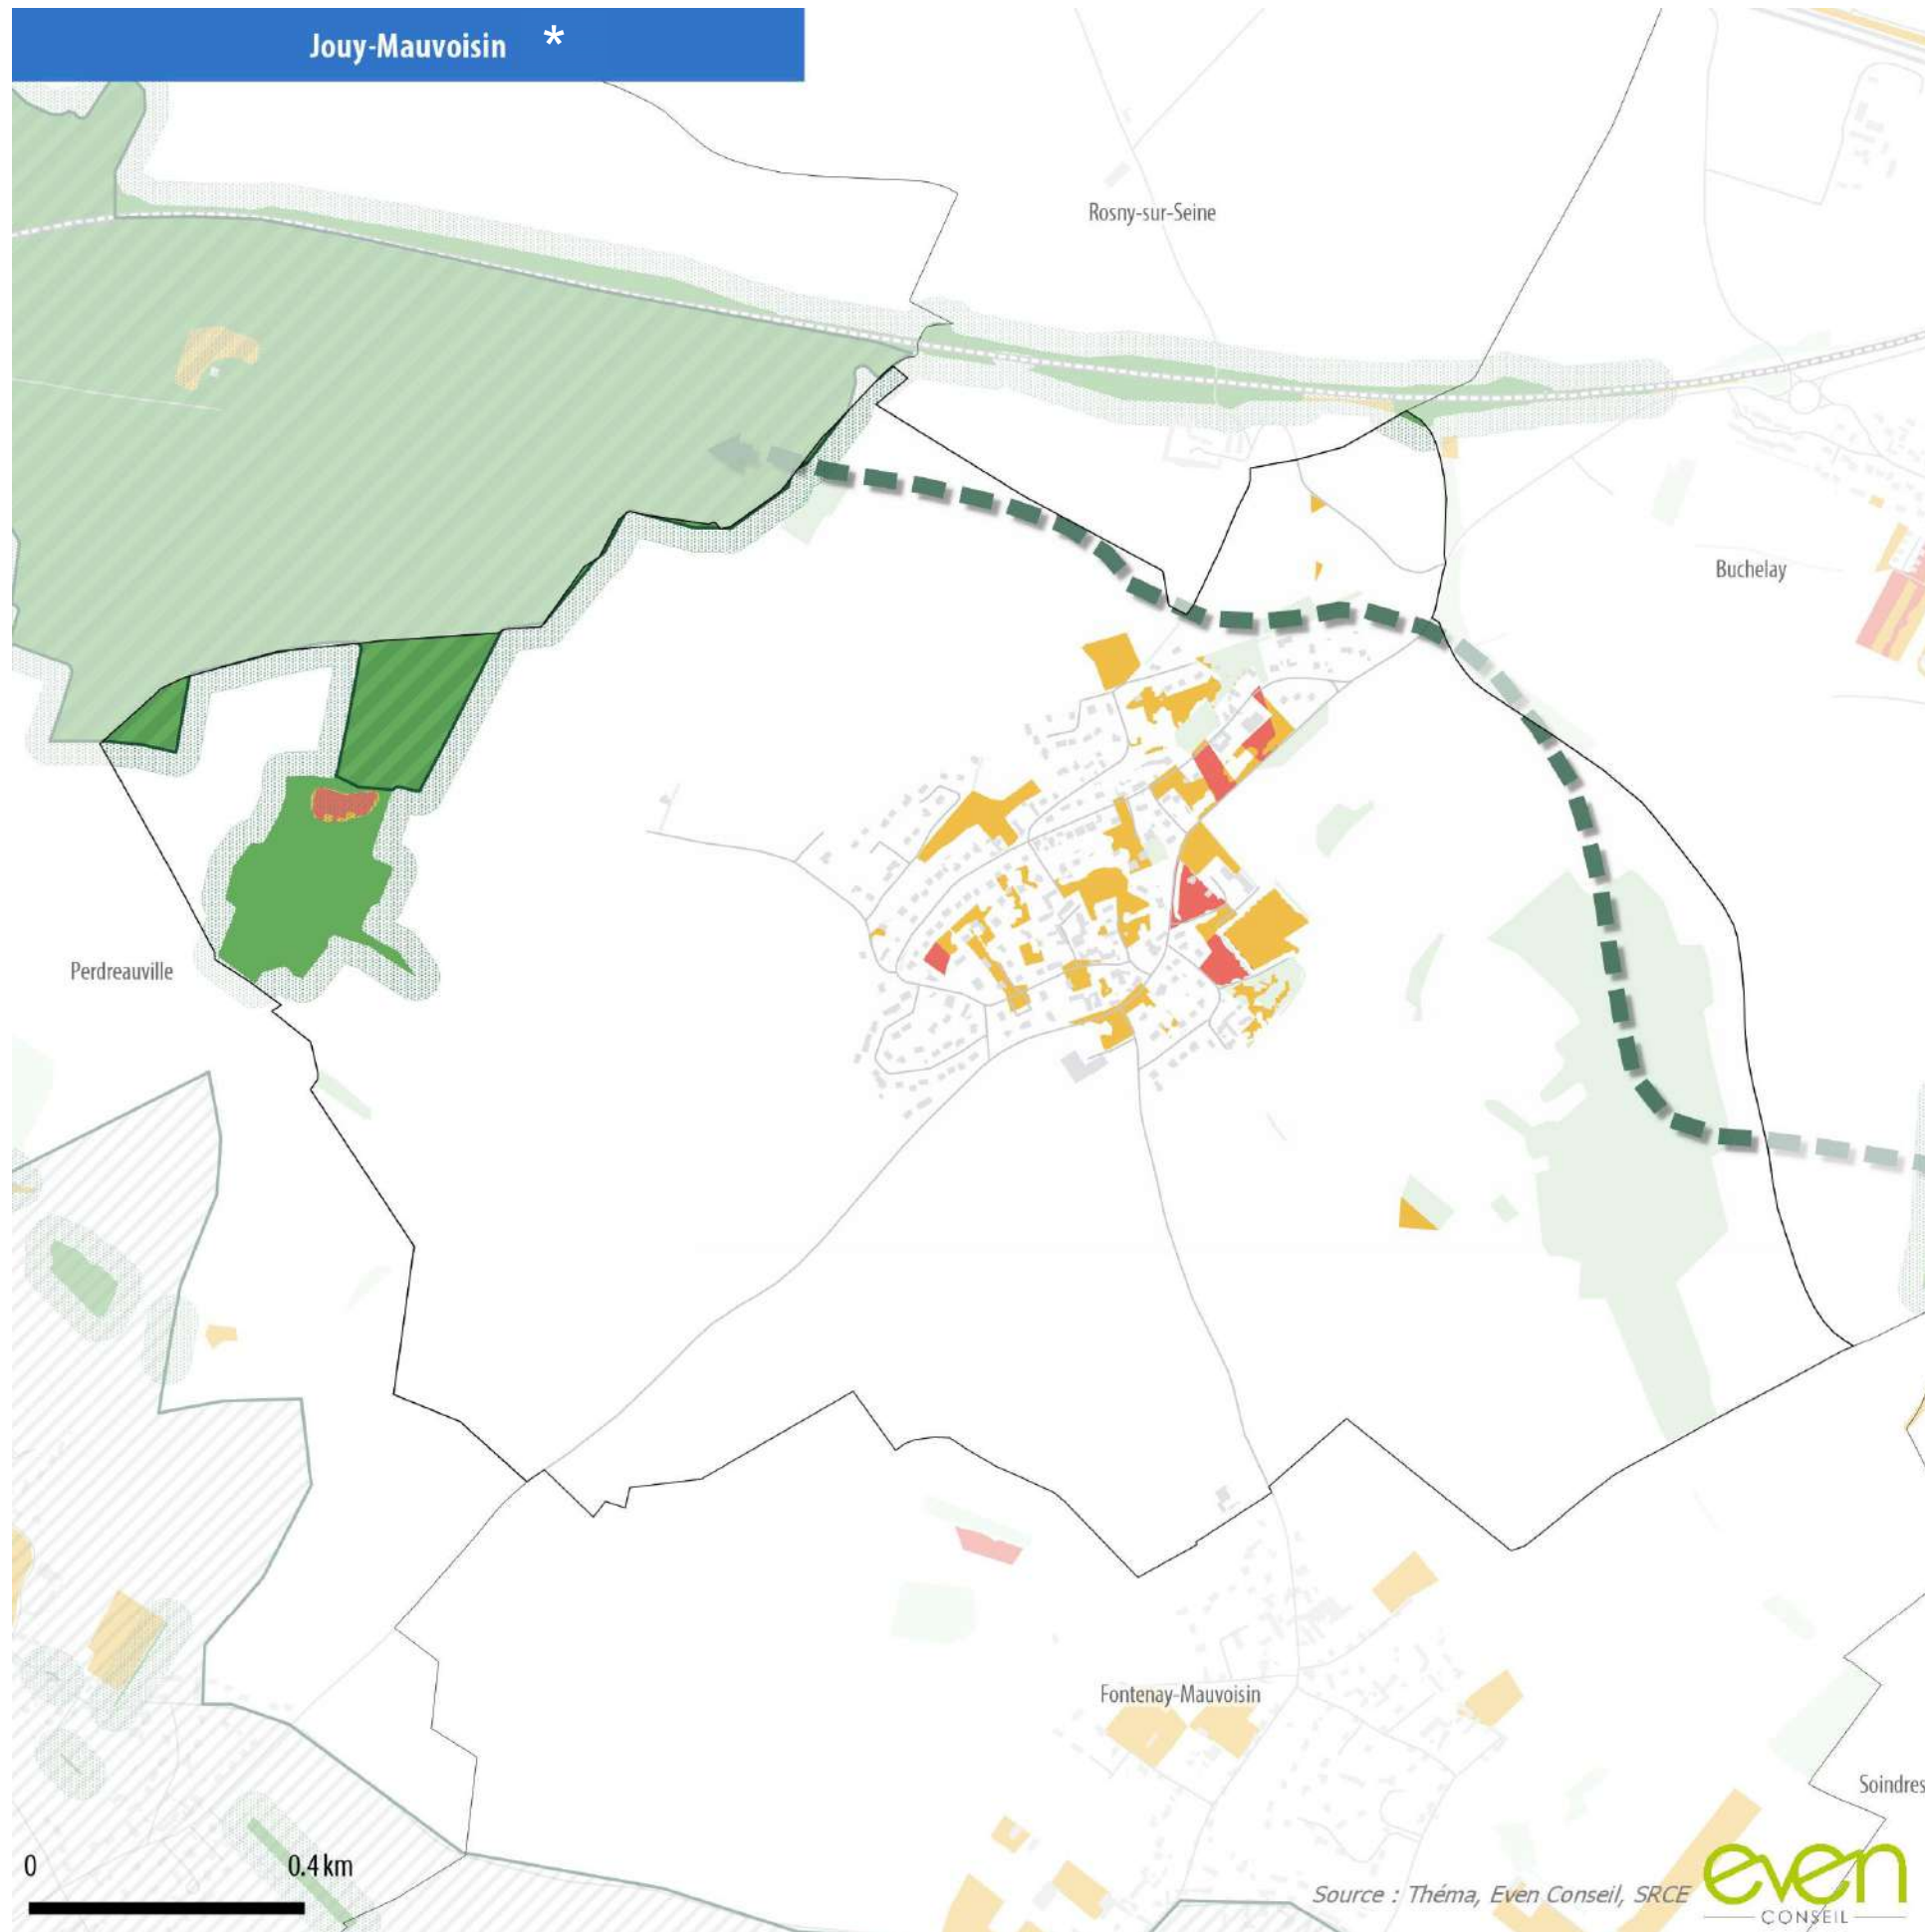 Jouy-Mauvoisin *
Rosny-sur-Seine
Buchelay
Perdreauville
Fontenay-Mauvoisin
Soindres
0 0.4 km
Source : Théma, Even Conseil, SRCE
even
CONSEIL